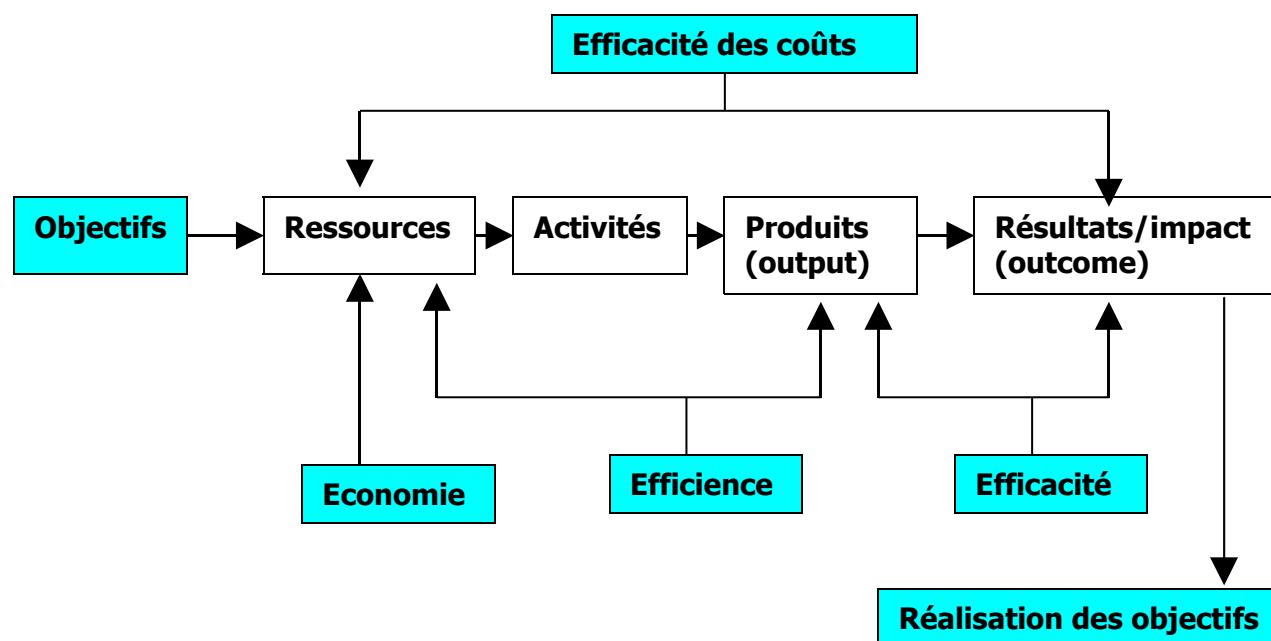 Efficacité des coûts
Objectifs
Ressources
Activités
Produits
(output)
Résultats/impact
(outcome)
Economie
Efficience
Efficacité
Réalisation des objectifs